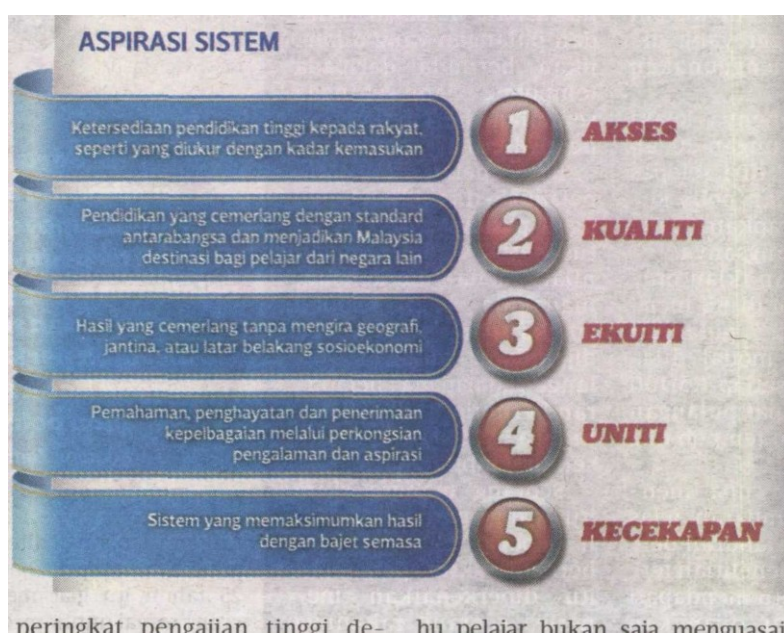 ASPIRASI SISTEM
Ketersediaan pendidikan tinggi kepada rakyat,
seperti yang diukur dengan kadar kemasukan
1 AKSES
Pendidikan yang cemerlang dengan standard
antarabangsa dan menjadikan Malaysia
destinasi bagi pelajar dari negara lain
2 KUALITI
Hasil yang cemerlang tanpa mengira geografi,
jantina, atau latar belakang sosioekonomi
3 EKUITI
Pemahaman, penghayatan dan penerimaan
kepelbagaian melalui perkongsian
pengalaman dan aspirasi
4 UNITI
Sistem yang memaksimumkan hasil
dengan bajet semasa
5 KECEKAPAN
peringkat pengajian tinggi de-
hu pelajar bukan saja menguasai